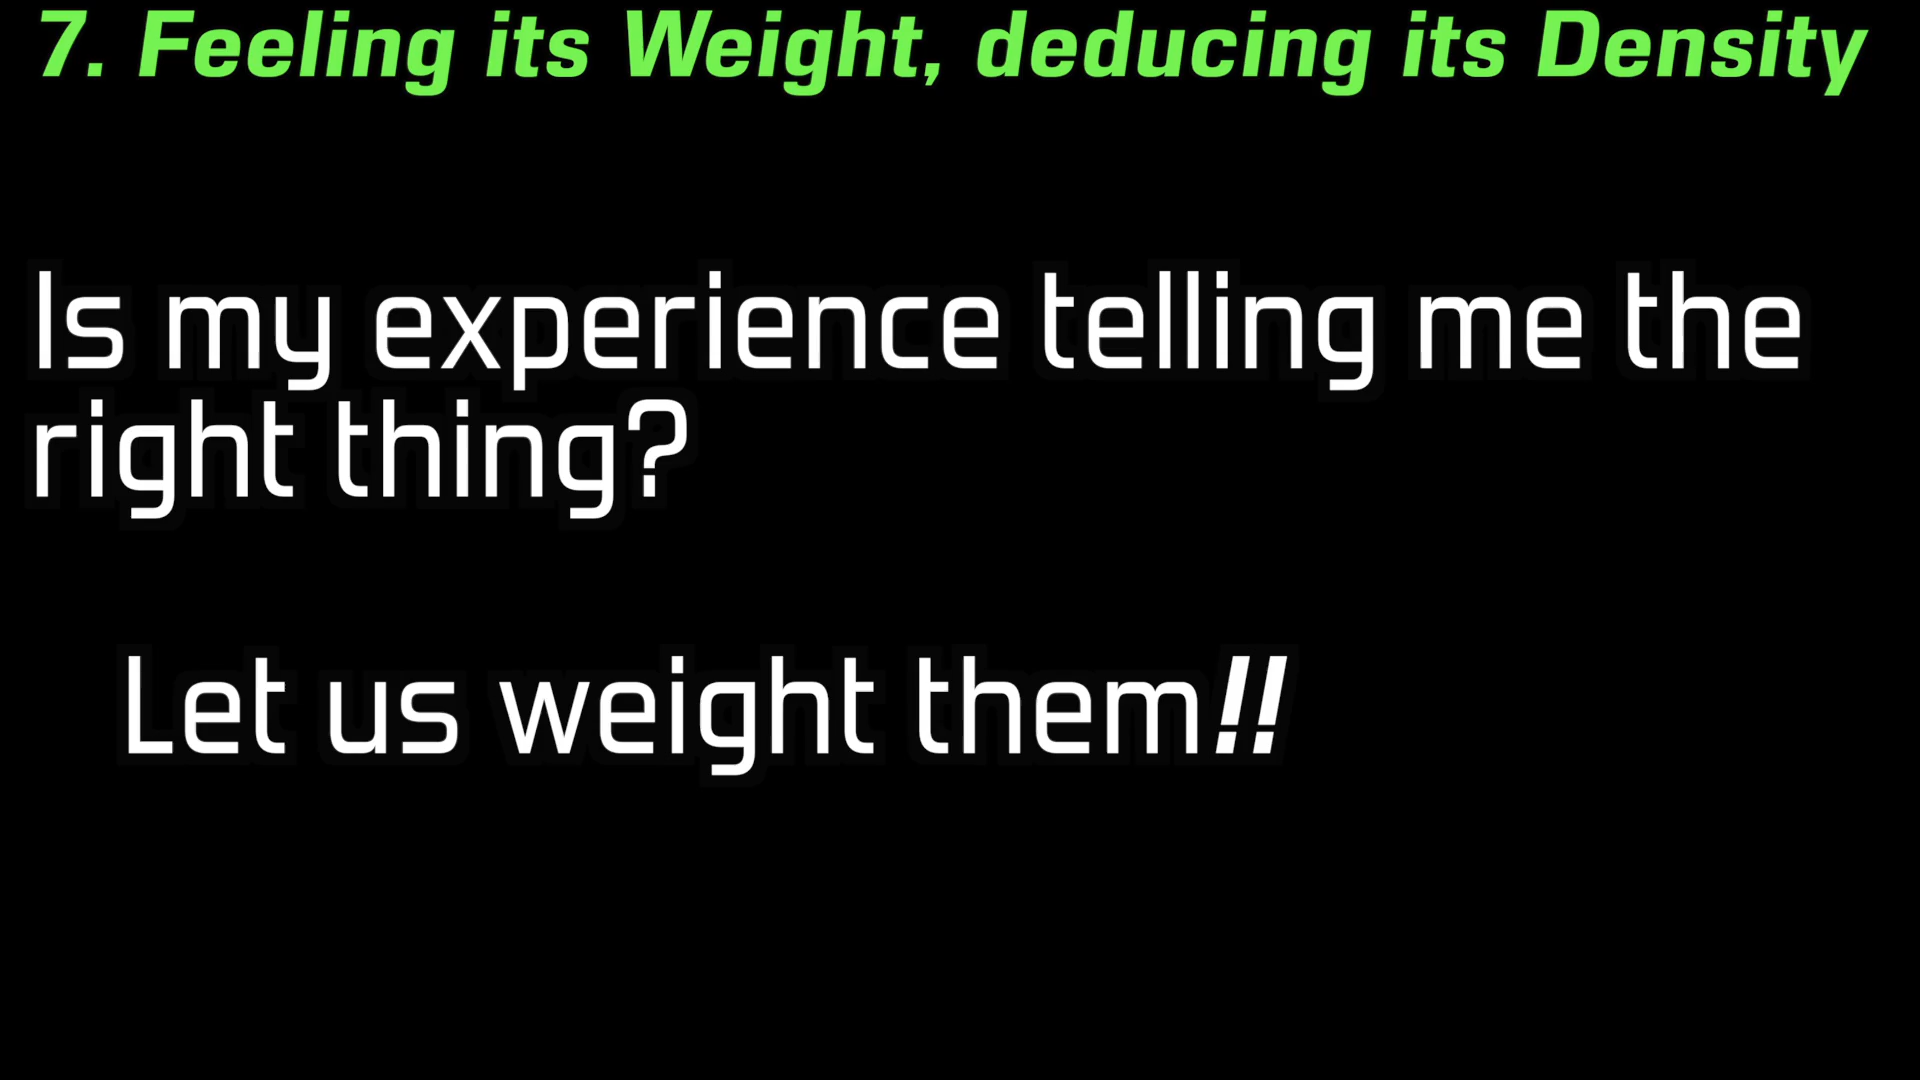 7. Feeling its Weight, deducing its Density
Is my experience telling me the
right thing?
Let us weight them!!